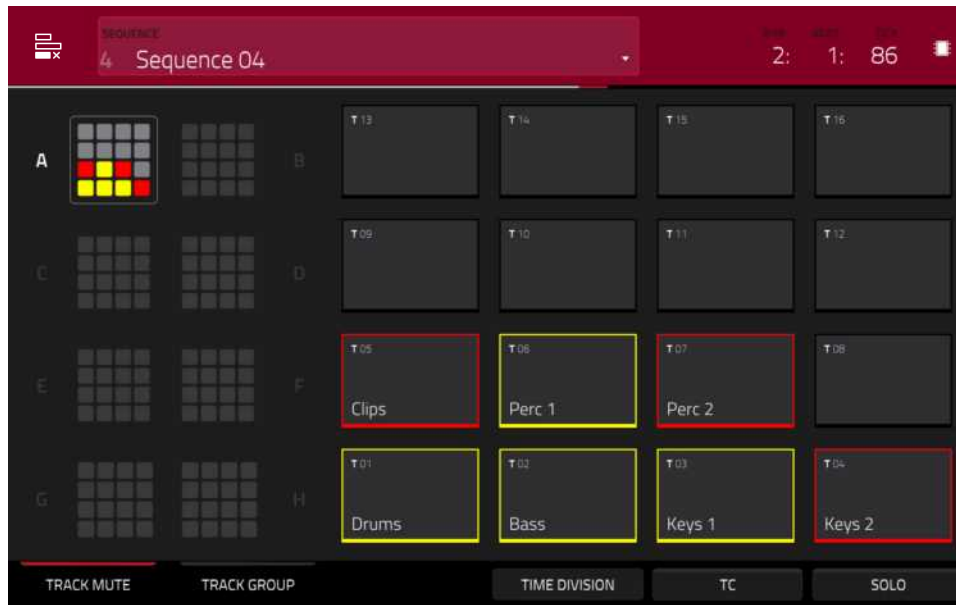 SEQUENCE
4 Sequence 04
2: 1: 86
A
B
C
D
E
F
G
H
T 13
T 14
T 15
T 16
T 09
T 10
T 11
T 12
T 05
Clips
T 06
Perc 1
T 07
Perc 2
T 08
T 01
Drums
T 02
Bass
T 03
Keys 1
T 04
Keys 2
TRACK MUTE
TRACK GROUP
TIME DIVISION
TC
SOLO